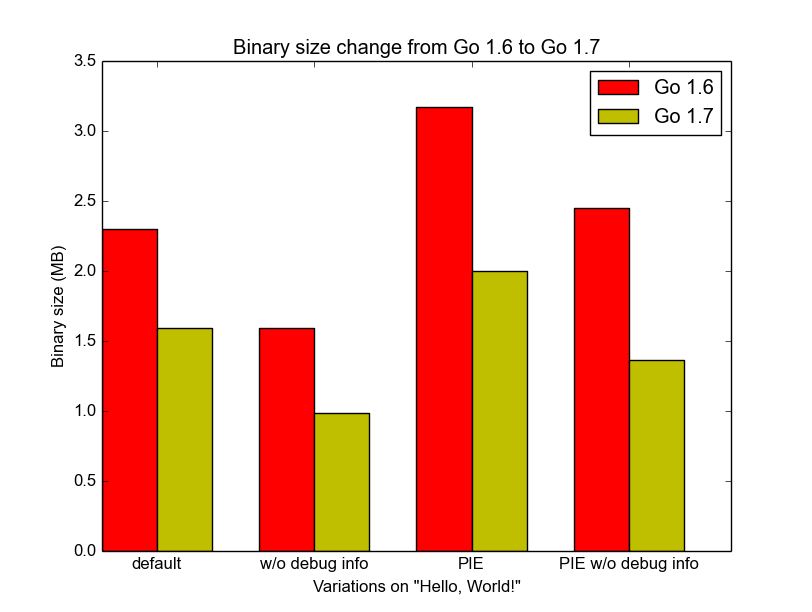 Binary size change from Go 1.6 to Go 1.7
3.5
3.0
2.5
2.0
1.5
1.0
0.5
0.0
Binary size (MB)
Go 1.6
Go 1.7
default
w/o debug info
PIE
PIE w/o debug info
Variations on "Hello, World!"